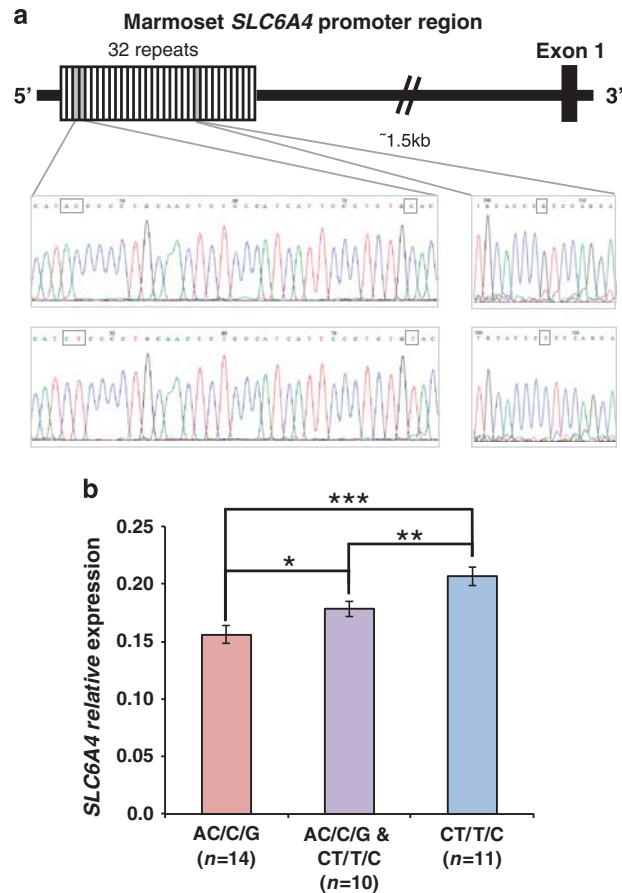 a
Marmoset SLC6A4 promoter region
32 repeats
Exon 1
5’
3’
~1.5kb
b
***
*
**
0.25
0.20
0.15
0.10
0.05
0.0
SLC6A4 relative expression
AC/C/G
(n=14)
AC/C/G &
CT/T/C
(n=10)
CT/T/C
(n=11)